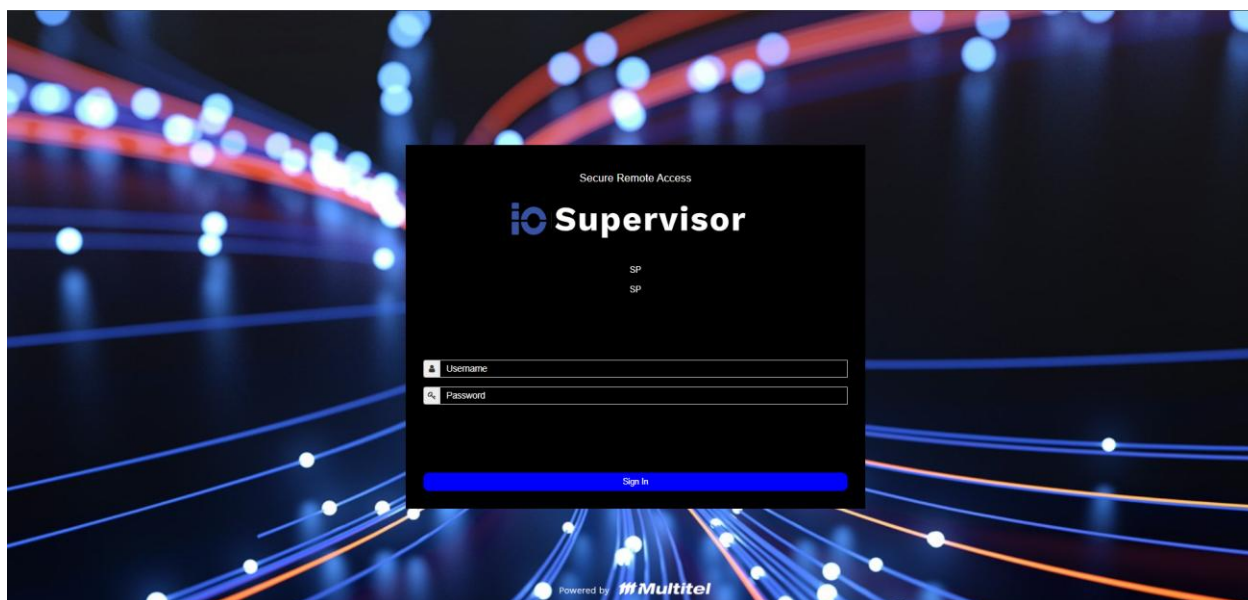 Secure Remote Access
io Supervisor
SP
SP
Username
Password
Sign In
Powered by Multitel